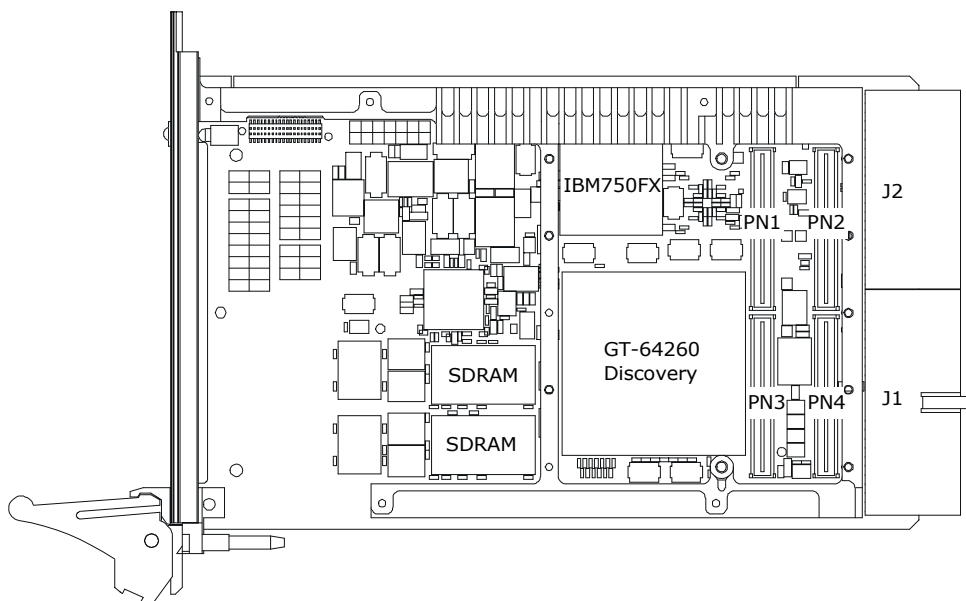 IBM750FX
J2
PN1
PN2
GT-64260
Discovery
SDRAM
PN3
PN4
J1
SDRAM